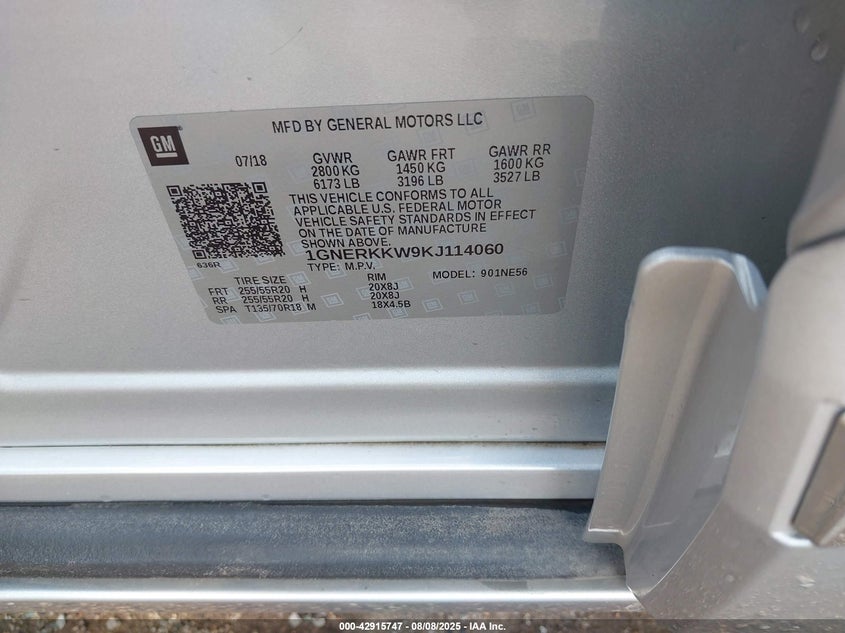 GM
MFD BY GENERAL MOTORS LLC
07/18 GVWR GAWR FRT GAWR RR
2800 KG 1450 KG 1600 KG
6173 LB 3196 LB 3527 LB
THIS VEHICLE CONFORMS TO ALL
APPLICABLE U.S. FEDERAL MOTOR
VEHICLE SAFETY STANDARDS IN EFFECT
ON THE DATE OF MANUFACTURE
SHOWN ABOVE.
636R
1GNERKKW9KJ114060
TYPE: M.P.V. MODEL: 901NE56
TIRE SIZE RIM
FRT 255/55R20 H 20X8J
RR 255/55R20 H 20X8J
SPA T135/70R18 M 18X4.5B
000-42915747 - 08/08/2025 - IAA Inc.